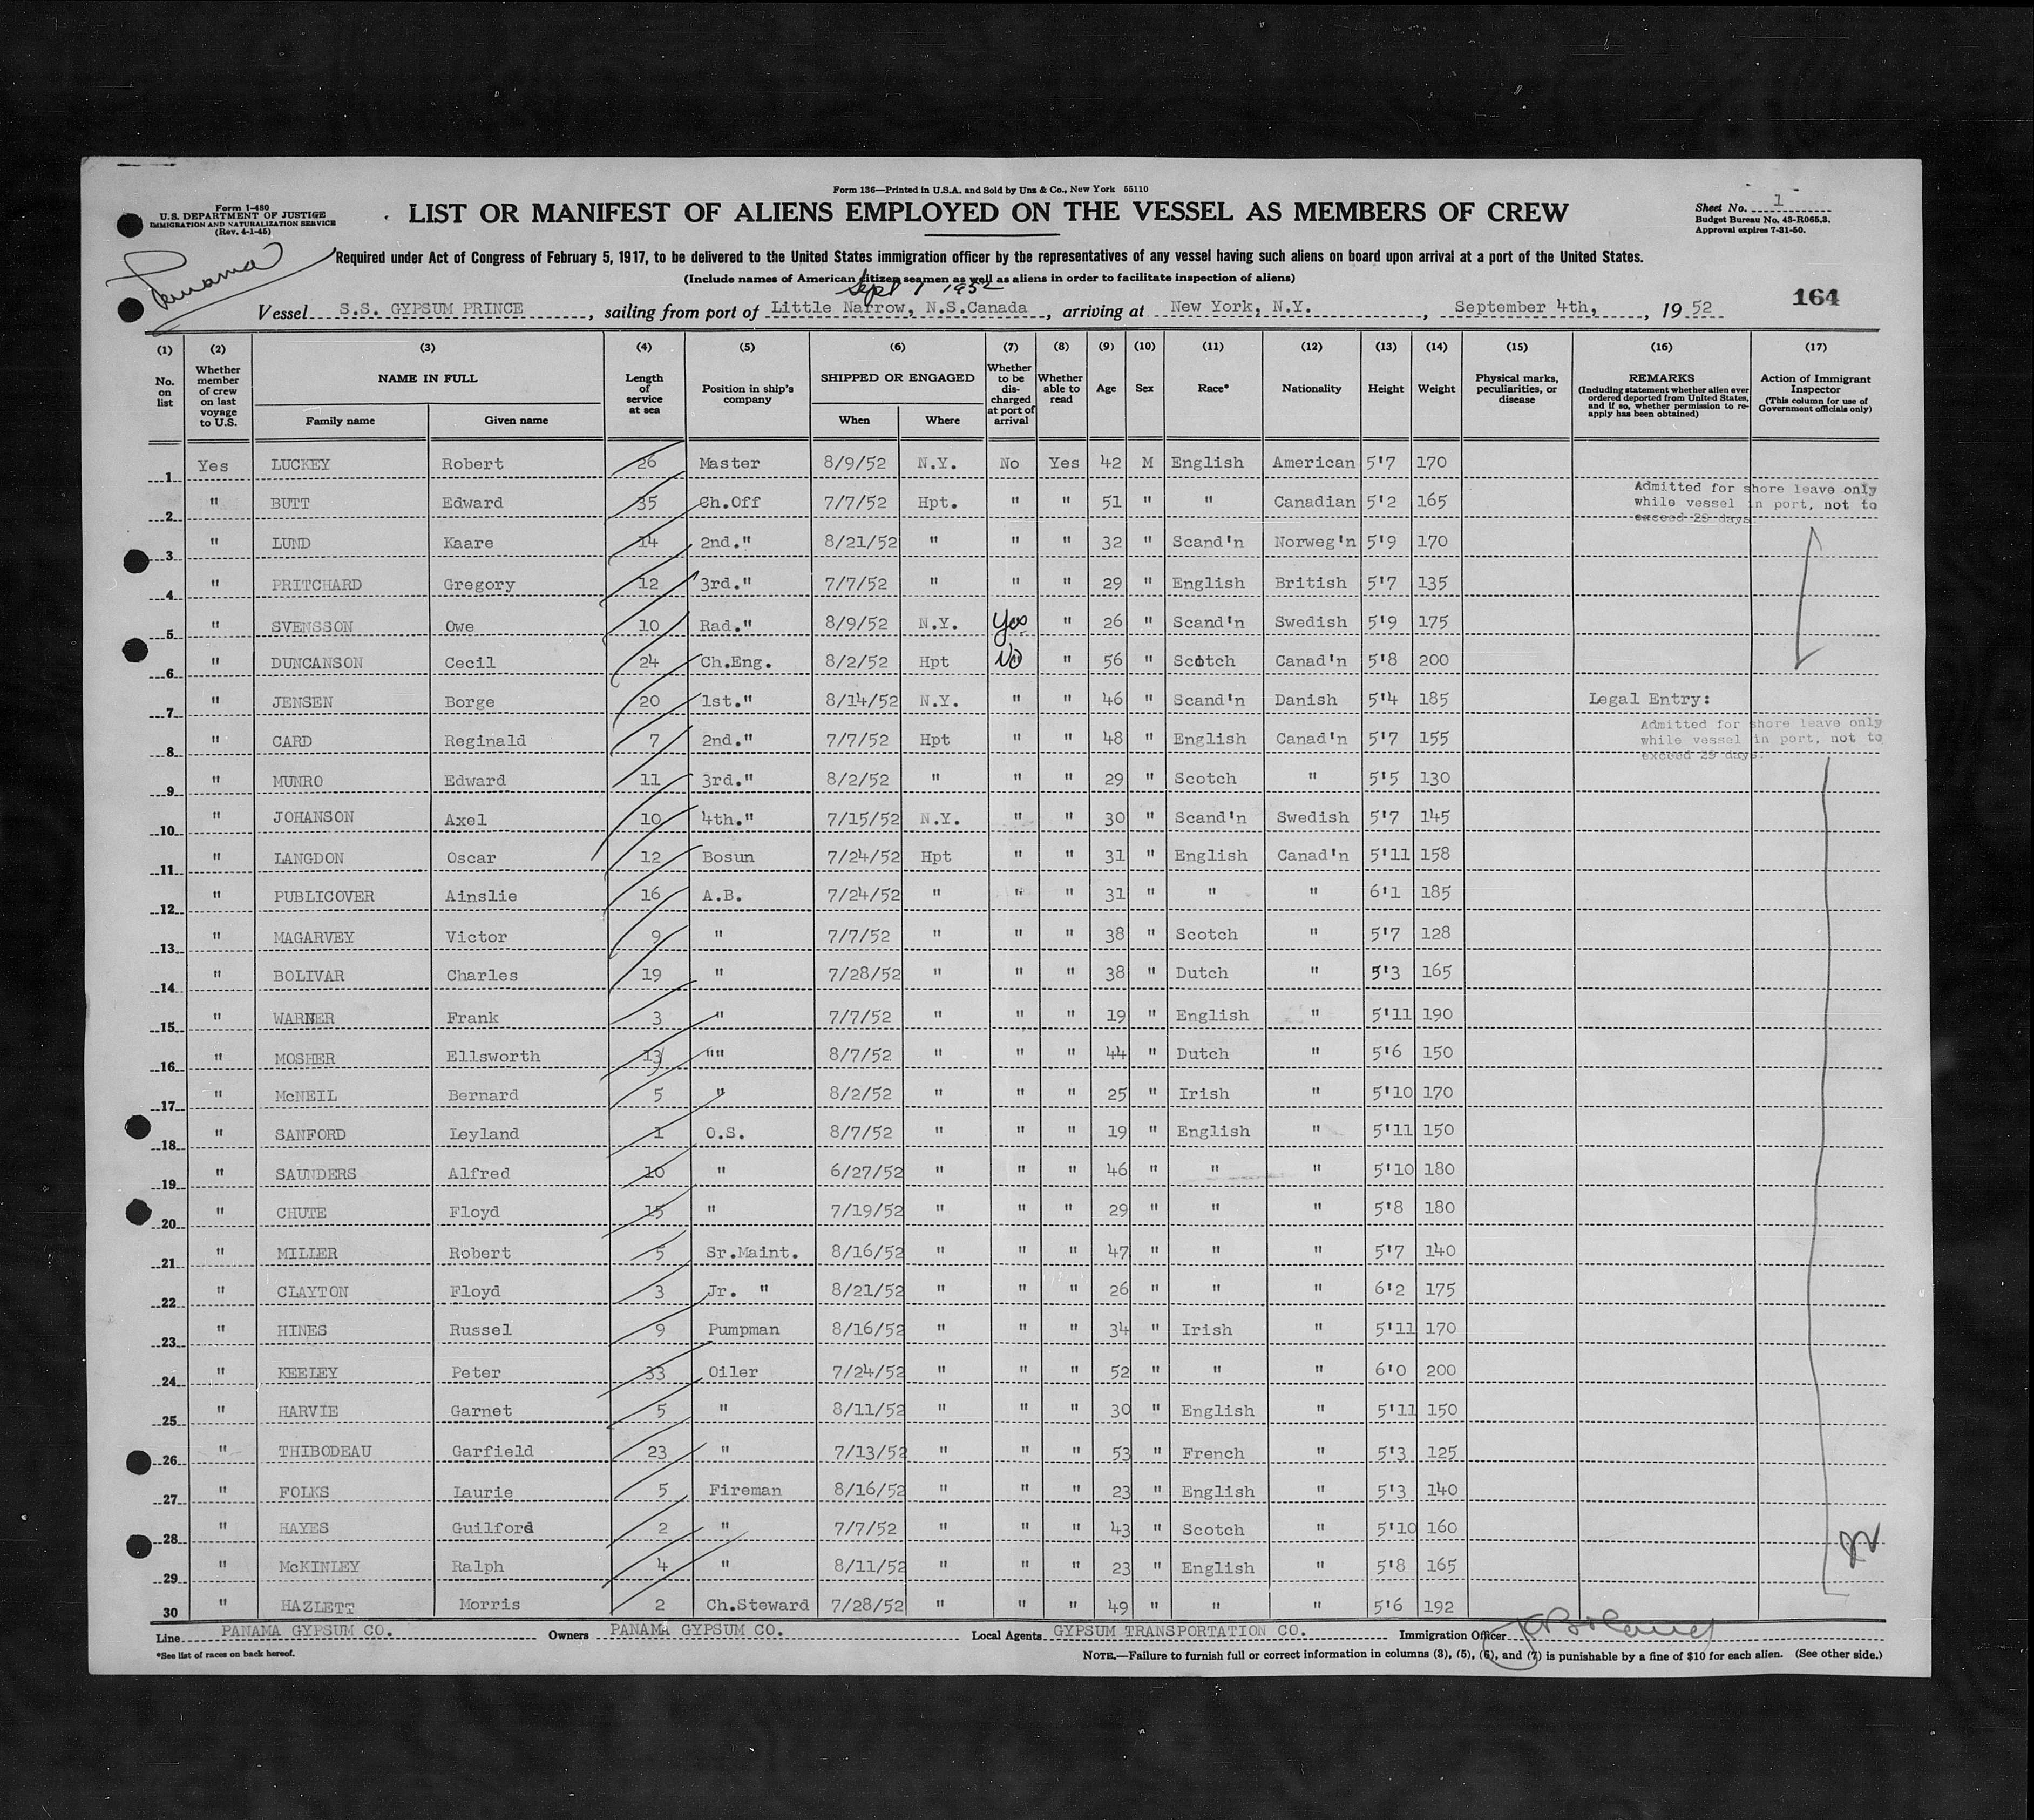 Form 136—Printed in U.S.A. and Sold by Unz & Co., New York 55110
Form I-480
U.S. DEPARTMENT OF JUSTICE
IMMIGRATION AND NATURALIZATION SERVICE
(Rev. 4-1-45)
LIST OR MANIFEST OF ALIENS EMPLOYED ON THE VESSEL AS MEMBERS OF CREW
Sheet No. 1
Budget Bureau No. 43-R065.3.
Approval expires 7-31-50.
Panama
Required under Act of Congress of February 5, 1917, to be delivered to the United States immigration officer by the representatives of any vessel having such aliens on board upon arrival at a port of the United States.
(Include names of American citizen seamen as well as aliens in order to facilitate inspection of aliens)
Sept 1 1952
164
Vessel S.S. GYPSUM PRINCE, sailing from port of Little Narrow, N.S.Canada, arriving at New York, N.Y., September 4th, 1952
(1) (2) (3) (4) (5) (6) (7) (8) (9) (10) (11) (12) (13) (14) (15) (16) (17)
No. on list
Whether member of crew on last voyage to U.S.
NAME IN FULL
Family name
Given name
Length of service at sea
Position in ship's company
SHIPPED OR ENGAGED
When
Where
Whether to be discharged at port of arrival
Whether able to read
Age
Sex
Race*
Nationality
Height
Weight
Physical marks, peculiarities, or disease
REMARKS
(Including statement whether alien ever ordered deported from United States, and if so, whether permission to re-apply has been obtained)
Action of Immigrant Inspector
(This column for use of Government officials only)
1 Yes LUCKEY Robert 26 Master 8/9/52 N.Y. No Yes 42 M English American 5'7 170
2 " BUTT Edward 35 Ch.Off 7/7/52 Hpt. " " 51 " " Canadian 5'2 165 Admitted for shore leave only
while vessel in port, not to
exceed 29 days
3 " LUND Kaare 14 2nd." 8/21/52 " " " 32 " Scand'n Norweg'n 5'9 170
4 " PRITCHARD Gregory 12 3rd." 7/7/52 " " " 29 " English British 5'7 135
5 " SVENSSON Owe 10 Rad." 8/9/52 N.Y. Yes " 26 " Scand'n Swedish 5'9 175
6 " DUNCANSON Cecil 24 Ch.Eng. 8/2/52 Hpt No " 56 " Scotch Canad'n 5'8 200
7 " JENSEN Borge 20 1st." 8/14/52 N.Y. " " 46 " Scand'n Danish 5'4 185 Legal Entry:
8 " CARD Reginald 7 2nd." 7/7/52 Hpt " " 48 " English Canad'n 5'7 155 Admitted for shore leave only
while vessel in port, not to
exceed 29 days.
9 " MUNRO Edward 11 3rd." 8/2/52 " " " 29 " Scotch " 5'5 130
10 " JOHANSON Axel 10 4th." 7/15/52 N.Y. " " 30 " Scand'n Swedish 5'7 145
11 " LANGDON Oscar 12 Bosun 7/24/52 Hpt " " 31 " English Canad'n 5'11 158
12 " PUBLICOVER Ainslie 16 A.B. 7/24/52 " " " 31 " " " 6'1 185
13 " MAGARVEY Victor 9 " 7/7/52 " " " 38 " Scotch " 5'7 128
14 " BOLIVAR Charles 19 " 7/28/52 " " " 38 " Dutch " 5'3 165
15 " WARNER Frank 3 " 7/7/52 " " " 19 " English " 5'11 190
16 " MOSHER Ellsworth 13 "" 8/7/52 " " " 44 " Dutch " 5'6 150
17 " McNEIL Bernard 5 " 8/2/52 " " " 25 " Irish " 5'10 170
18 " SANFORD Leyland 1 O.S. 8/7/52 " " " 19 " English " 5'11 150
19 " SAUNDERS Alfred 10 " 6/27/52 " " " 46 " " " 5'10 180
20 " CHUTE Floyd 15 " 7/19/52 " " " 29 " " " 5'8 180
21 " MILLER Robert 5 Sr.Maint. 8/16/52 " " " 47 " " " 5'7 140
22 " CLAYTON Floyd 3 Jr. " 8/21/52 " " " 26 " " " 6'2 175
23 " HINES Russel 9 Pumpman 8/16/52 " " " 34 " Irish " 5'11 170
24 " KEELEY Peter 33 Oiler 7/24/52 " " " 52 " " " 6'0 200
25 " HARVIE Garnet 5 " 8/11/52 " " " 30 " English " 5'11 150
26 " THIBODEAU Garfield 23 " 7/13/52 " " " 53 " French " 5'3 125
27 " FOLKS Laurie 5 Fireman 8/16/52 " " " 23 " English " 5'3 140
28 " HAYES Guilford 2 " 7/7/52 " " " 43 " Scotch " 5'10 160
29 " McKINLEY Ralph 4 " 8/11/52 " " " 23 " English " 5'8 165
30 " HAZLETT Morris 2 Ch.Steward 7/28/52 " " " 49 " " " 5'6 192
Line PANAMA GYPSUM CO. Owners PANAMA GYPSUM CO. Local Agents GYPSUM TRANSPORTATION CO. Immigration Officer
*See list of races on back hereof.
NOTE.—Failure to furnish full or correct information in columns (3), (5), (6), and (7) is punishable by a fine of $10 for each alien. (See other side.)